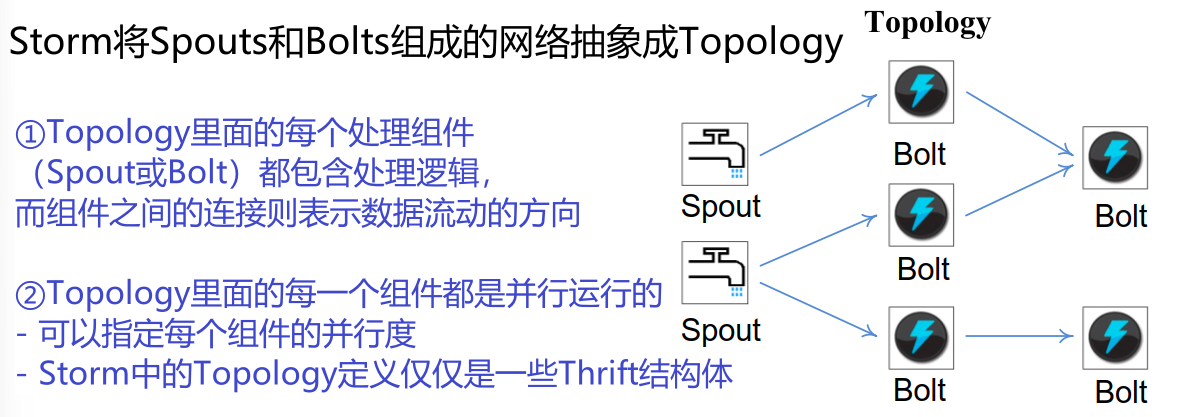 Storm将Spouts和Bolts组成的网络抽象成Topology
①Topology里面的每个处理组件
（Spout或Bolt）都包含处理逻辑，
而组件之间的连接则表示数据流动的方向
②Topology里面的每一个组件都是并行运行的
- 可以指定每个组件的并行度
- Storm中的Topology定义仅仅是一些Thrift结构体
Topology
Spout
Spout
Bolt
Bolt
Bolt
Bolt
Bolt